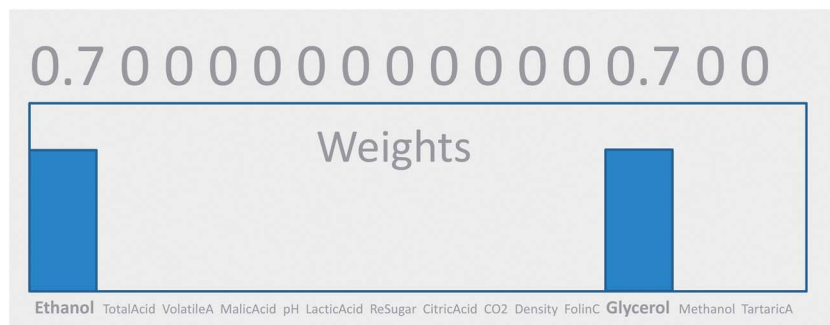 0.7 0 0 0 0 0 0 0 0 0 0 0 0.7 0 0
Weights
Ethanol TotalAcid VolatileA MalicAcid pH LacticAcid ReSugar CitricAcid CO2 Density FolinC Glycerol Methanol TartaricA